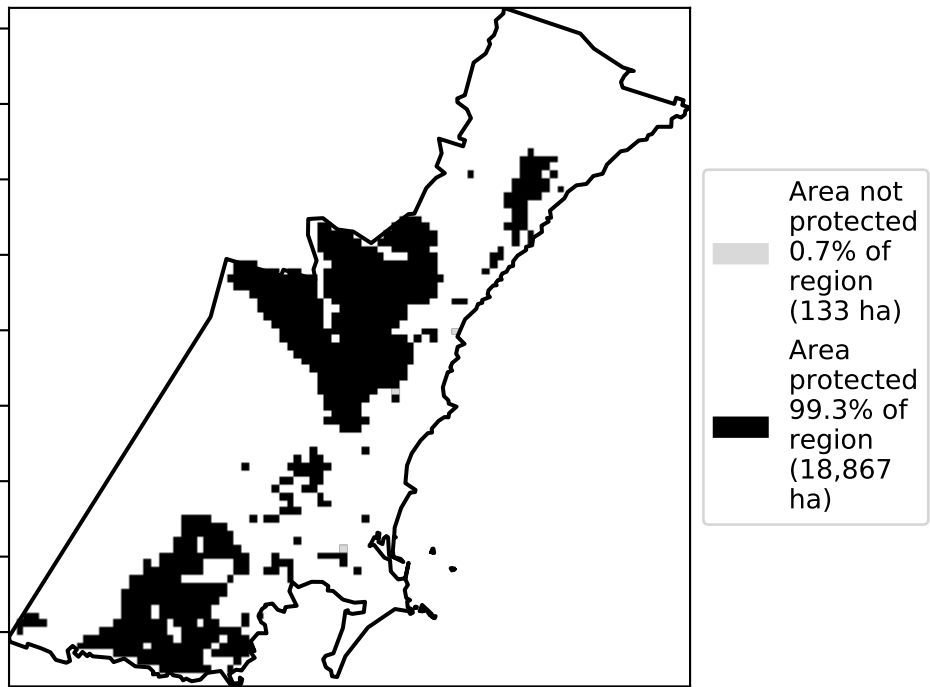 Area not
protected
0.7% of
region
(133 ha)
Area
protected
99.3% of
region
(18,867
ha)